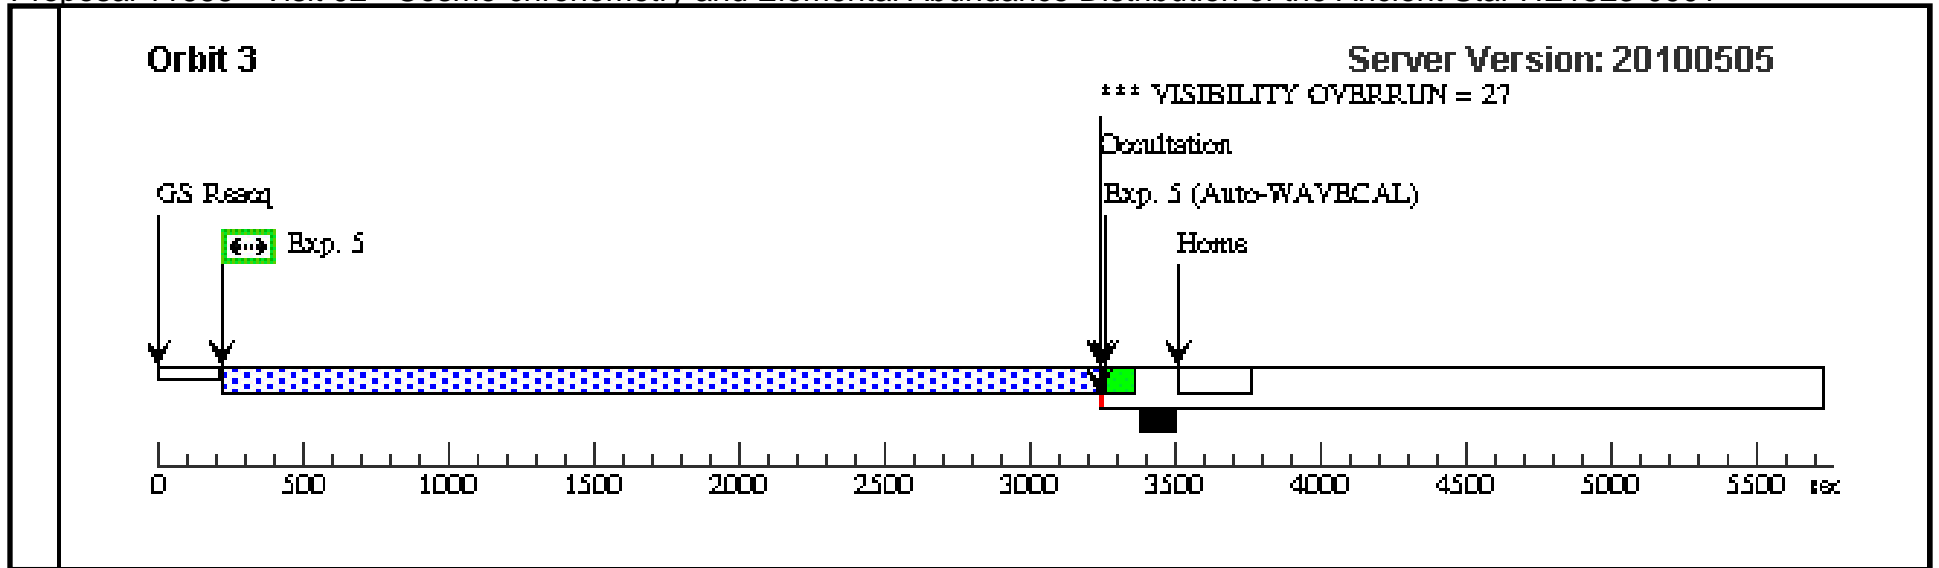 Orbit 3
Server Version: 20100505
*** VISIBILITY OVERRUN = 27
Occultation
GS Reacq
Exp. 5 (Auto-WAVECAL)
Exp. 5
Home
0 500 1000 1500 2000 2500 3000 3500 4000 4500 5000 5500 sec